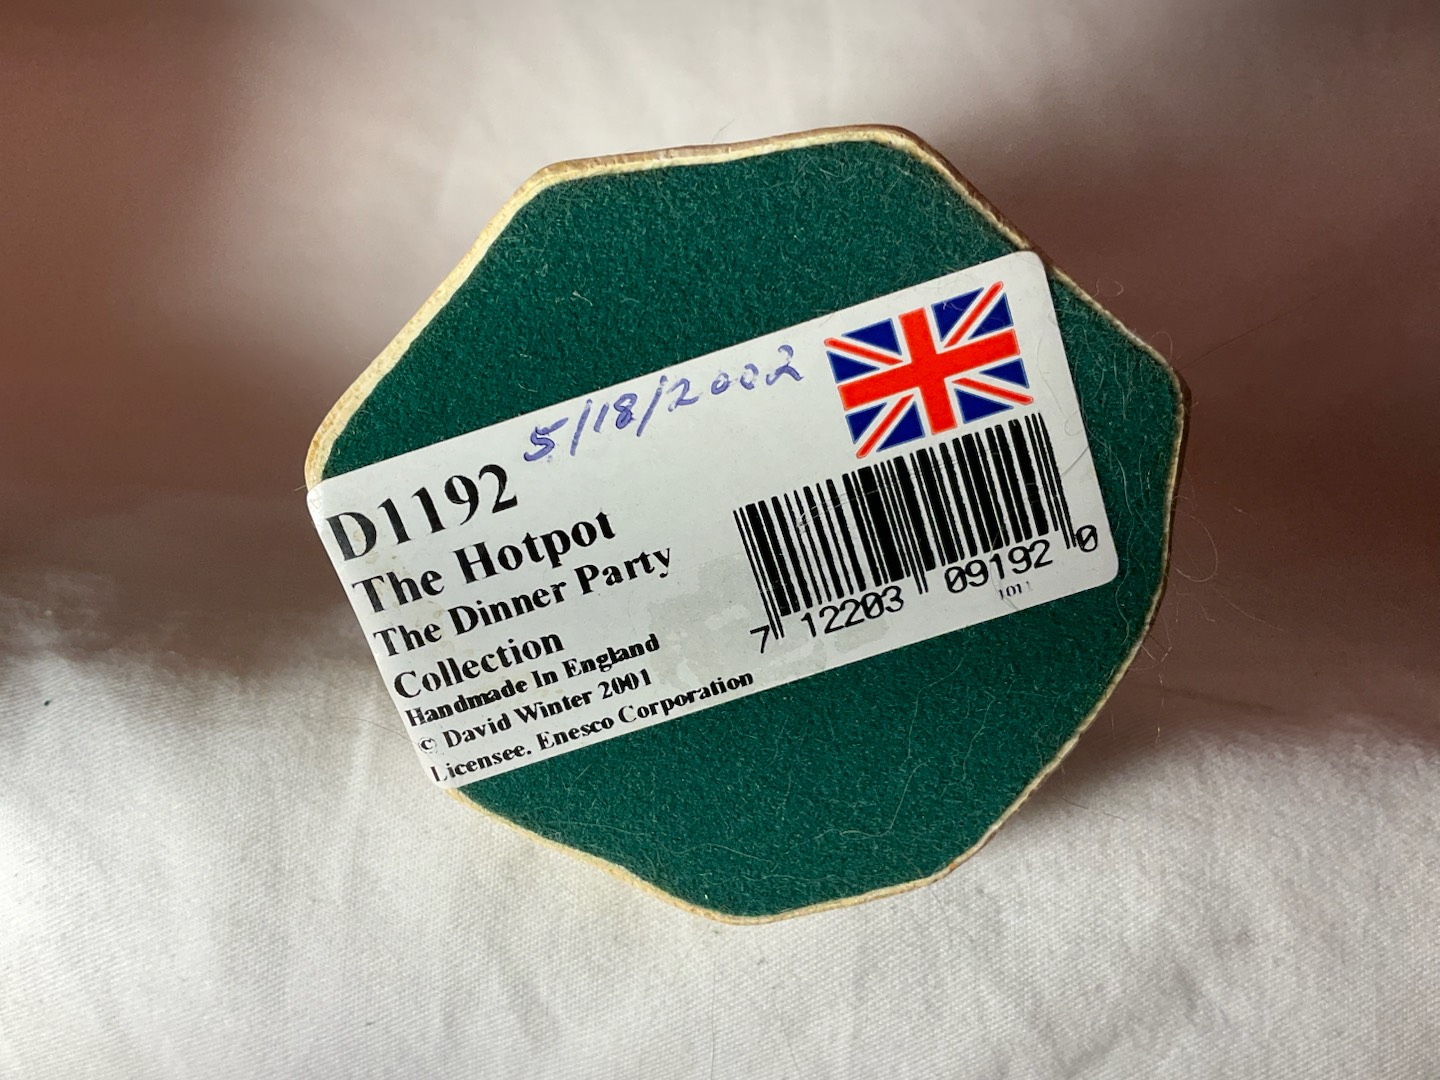 5/18/2002
D1192
The Hotpot
The Dinner Party
Collection
Handmade In England
© David Winter 2001
Licensee. Enesco Corporation
7 12203 09192 0
1011